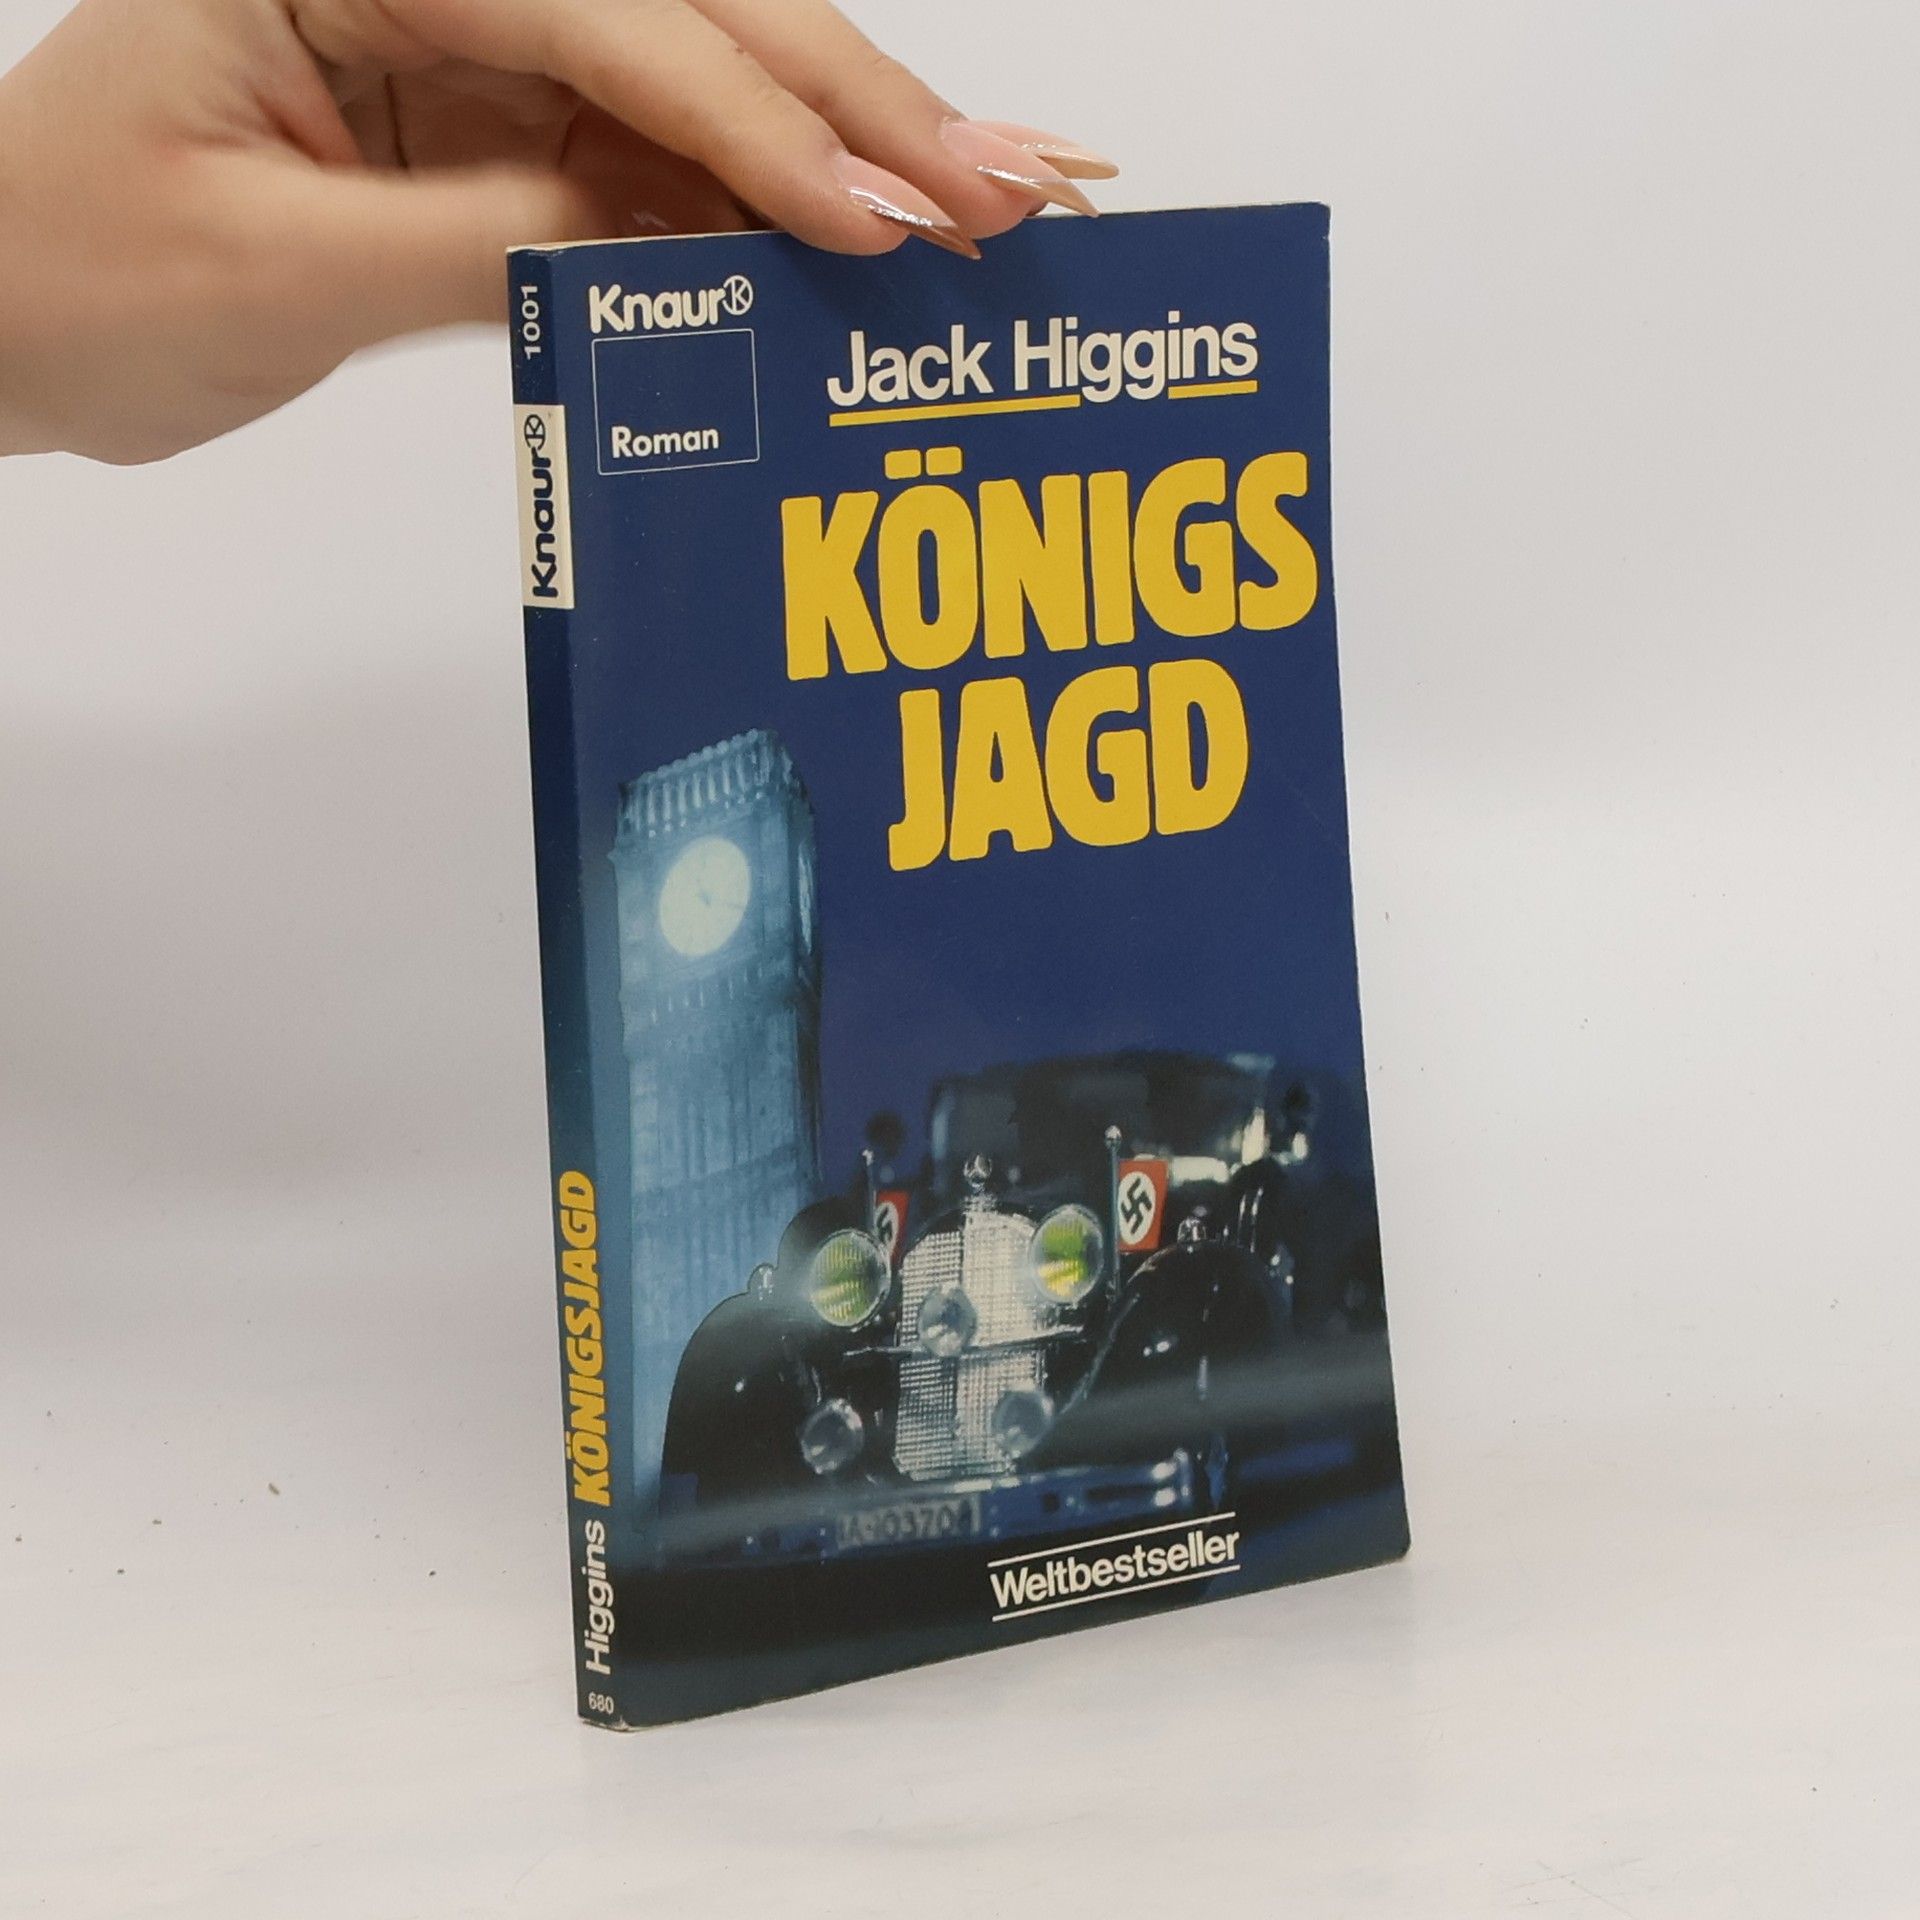 1001
Knaur
Higgins KÖNIGSJAGD
680
Knaur
Roman
Jack Higgins
KÖNIGS
JAGD
Weltbestseller